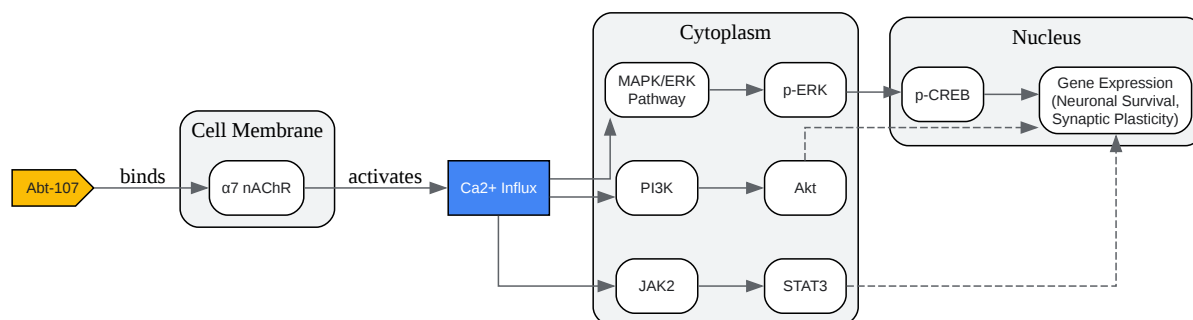 Cytoplasm
Nucleus
MAPK/ERK
Pathway
p-ERK
p-CREB
Gene Expression
(Neuronal Survival,
Synaptic Plasticity)
Cell Membrane
Abt-107
binds
α7 nAChR
activates
Ca2+ Influx
PI3K
Akt
JAK2
STAT3